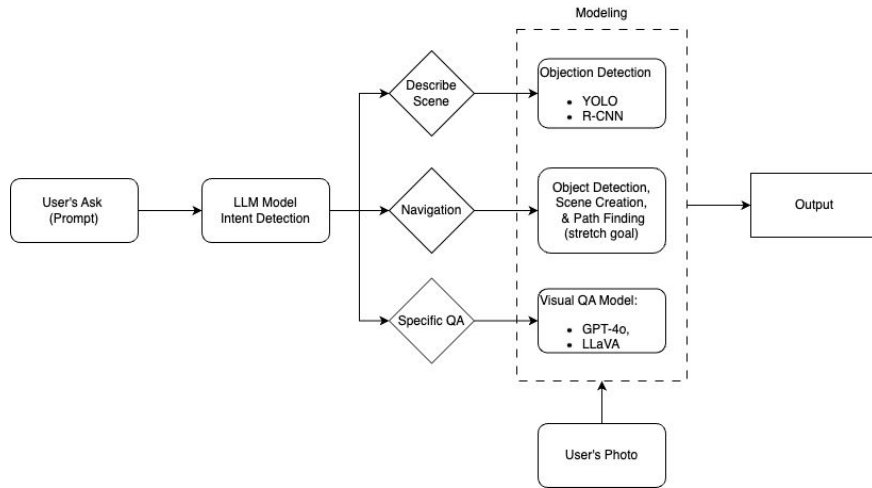 Modeling
Describe
Scene
Objection Detection
• YOLO
• R-CNN
User's Ask
(Prompt)
LLM Model
Intent Detection
Navigation
Object Detection,
Scene Creation,
& Path Finding
(stretch goal)
Output
Specific QA
Visual QA Model:
• GPT-4o,
• LLaVA
User's Photo